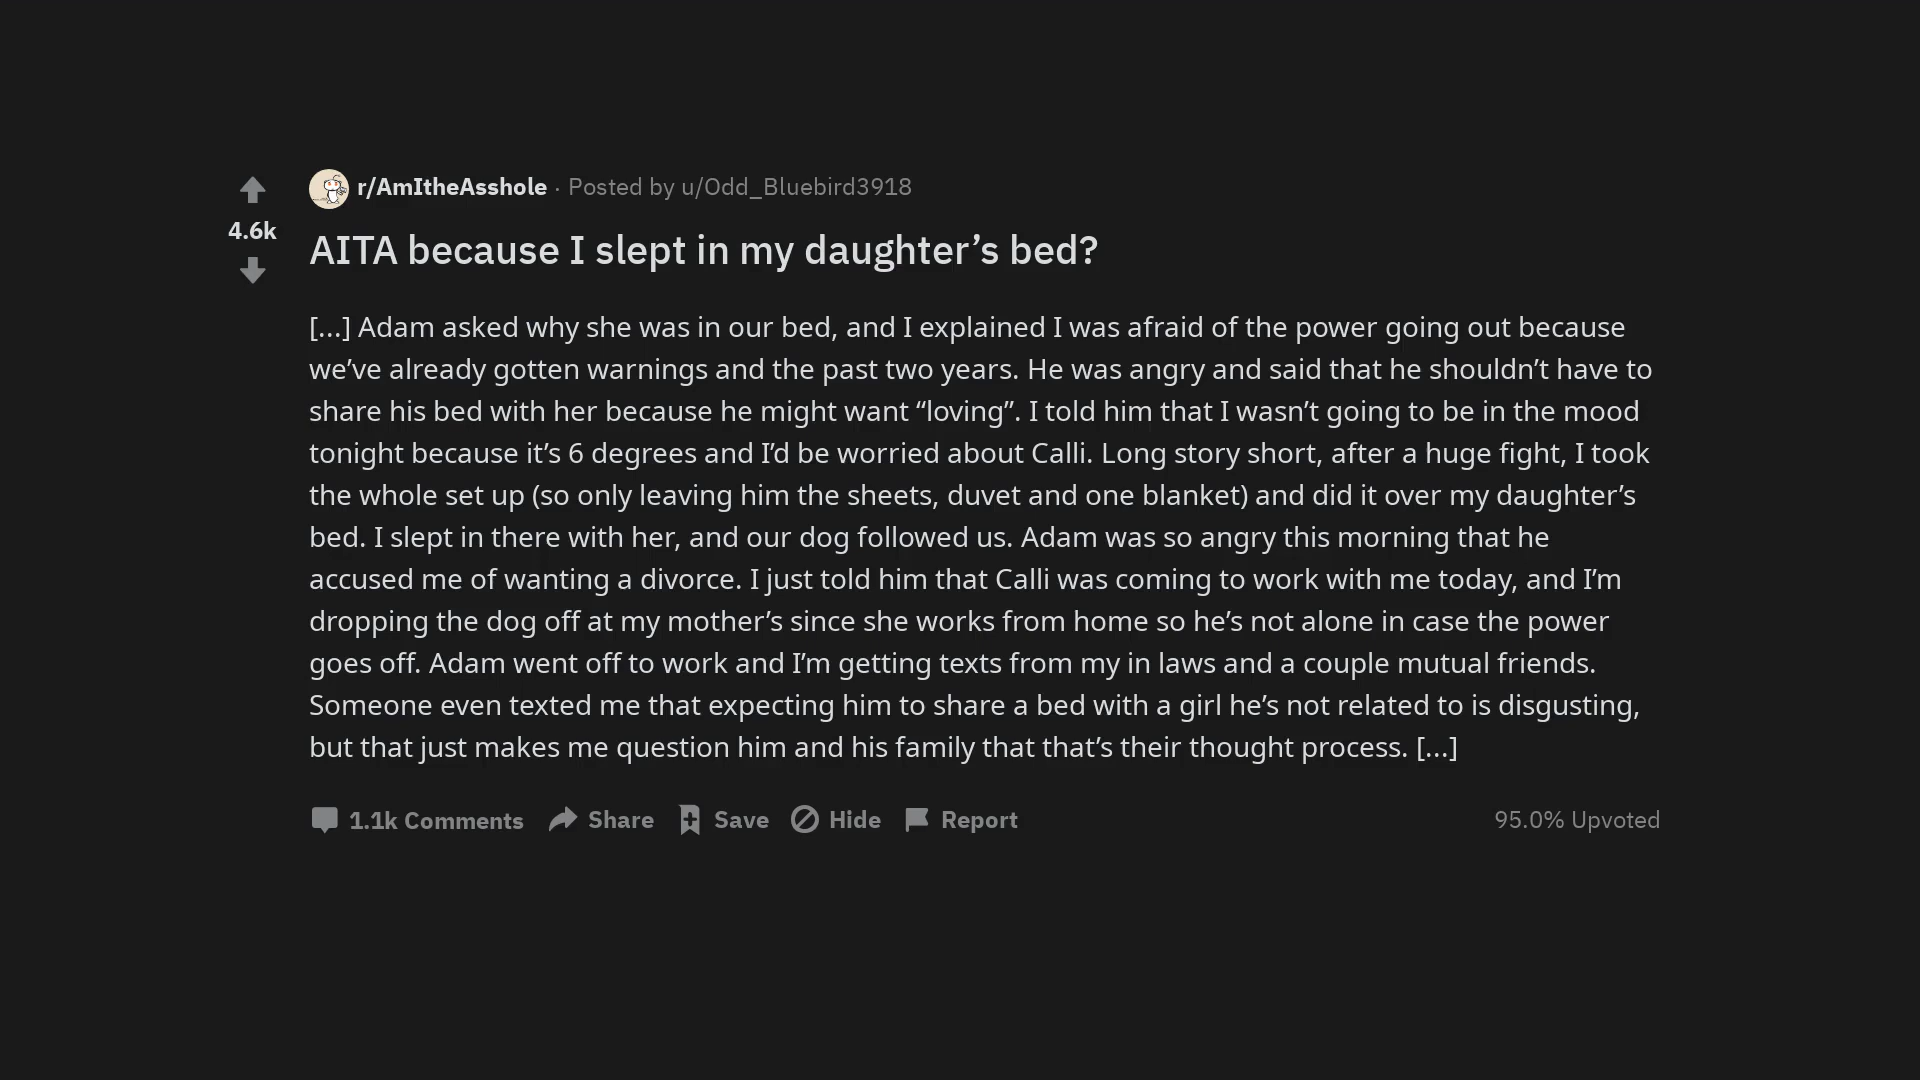 r/AmItheAsshole · Posted by u/Odd_Bluebird3918
4.6k
AITA because I slept in my daughter’s bed?
[...] Adam asked why she was in our bed, and I explained I was afraid of the power going out because
we’ve already gotten warnings and the past two years. He was angry and said that he shouldn’t have to
share his bed with her because he might want “loving”. I told him that I wasn’t going to be in the mood
tonight because it’s 6 degrees and I’d be worried about Calli. Long story short, after a huge fight, I took
the whole set up (so only leaving him the sheets, duvet and one blanket) and did it over my daughter’s
bed. I slept in there with her, and our dog followed us. Adam was so angry this morning that he
accused me of wanting a divorce. I just told him that Calli was coming to work with me today, and I’m
dropping the dog off at my mother’s since she works from home so he’s not alone in case the power
goes off. Adam went off to work and I’m getting texts from my in laws and a couple mutual friends.
Someone even texted me that expecting him to share a bed with a girl he’s not related to is disgusting,
but that just makes me question him and his family that that’s their thought process. [...]
1.1k Comments Share Save Hide Report 95.0% Upvoted